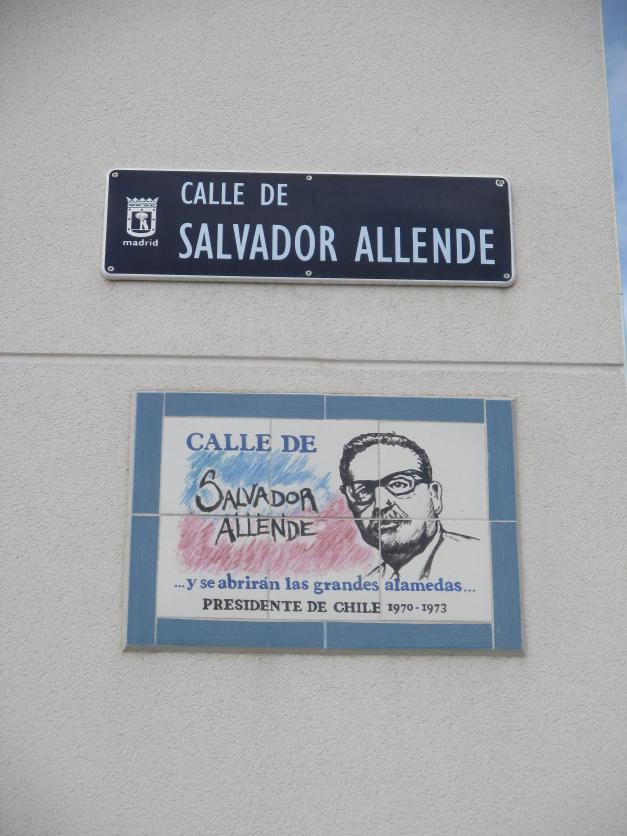 CALLE DE
SALVADOR ALLENDE
madrid
CALLE DE
SALVADOR
ALLENDE
...y se abrirán las grandes alamedas...
PRESIDENTE DE CHILE 1970-1973